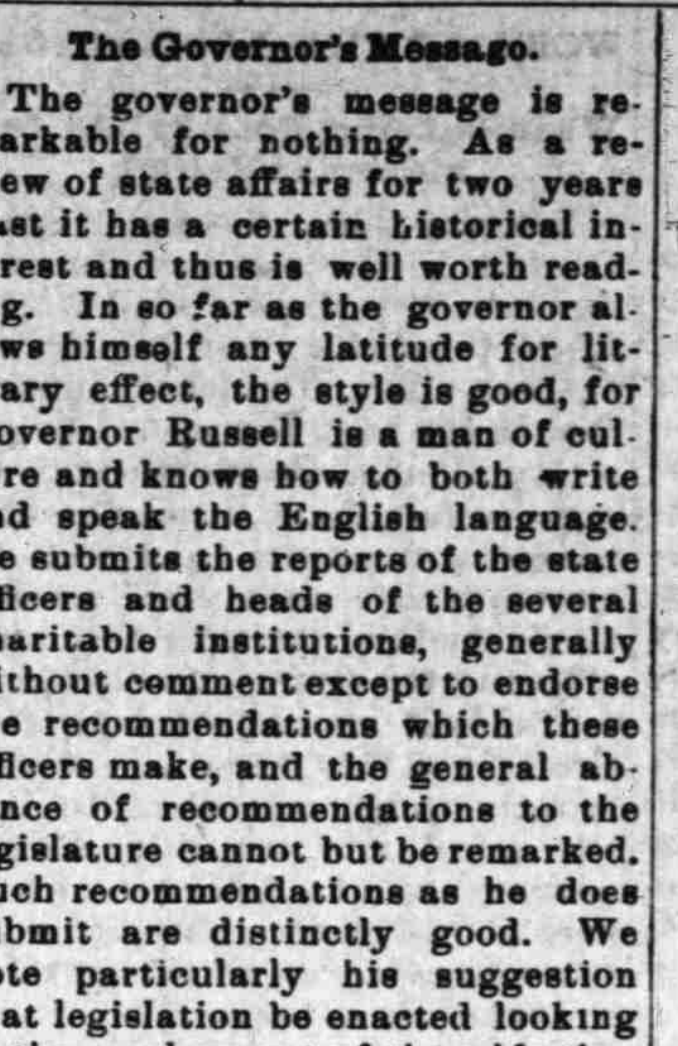 The Governor's Messago.
The governor's message is re-
arkable for nothing. As a re-
ew of state affairs for two years
ast it has a certain historical in-
rest and thus is well worth read-
g. In so far as the governor al-
ws himself any latitude for lit-
ary effect, the style is good, for
overnor Russell is a man of cul-
re and knows how to both write
nd speak the English language.
e submits the reports of the state
ficers and heads of the several
haritable institutions, generally
ithout comment except to endorse
e recommendations which these
ficers make, and the general ab-
nce of recommendations to the
gislature cannot but be remarked.
uch recommendations as he does
bmit are distinctly good. We
ote particularly his suggestion
at legislation be enacted looking